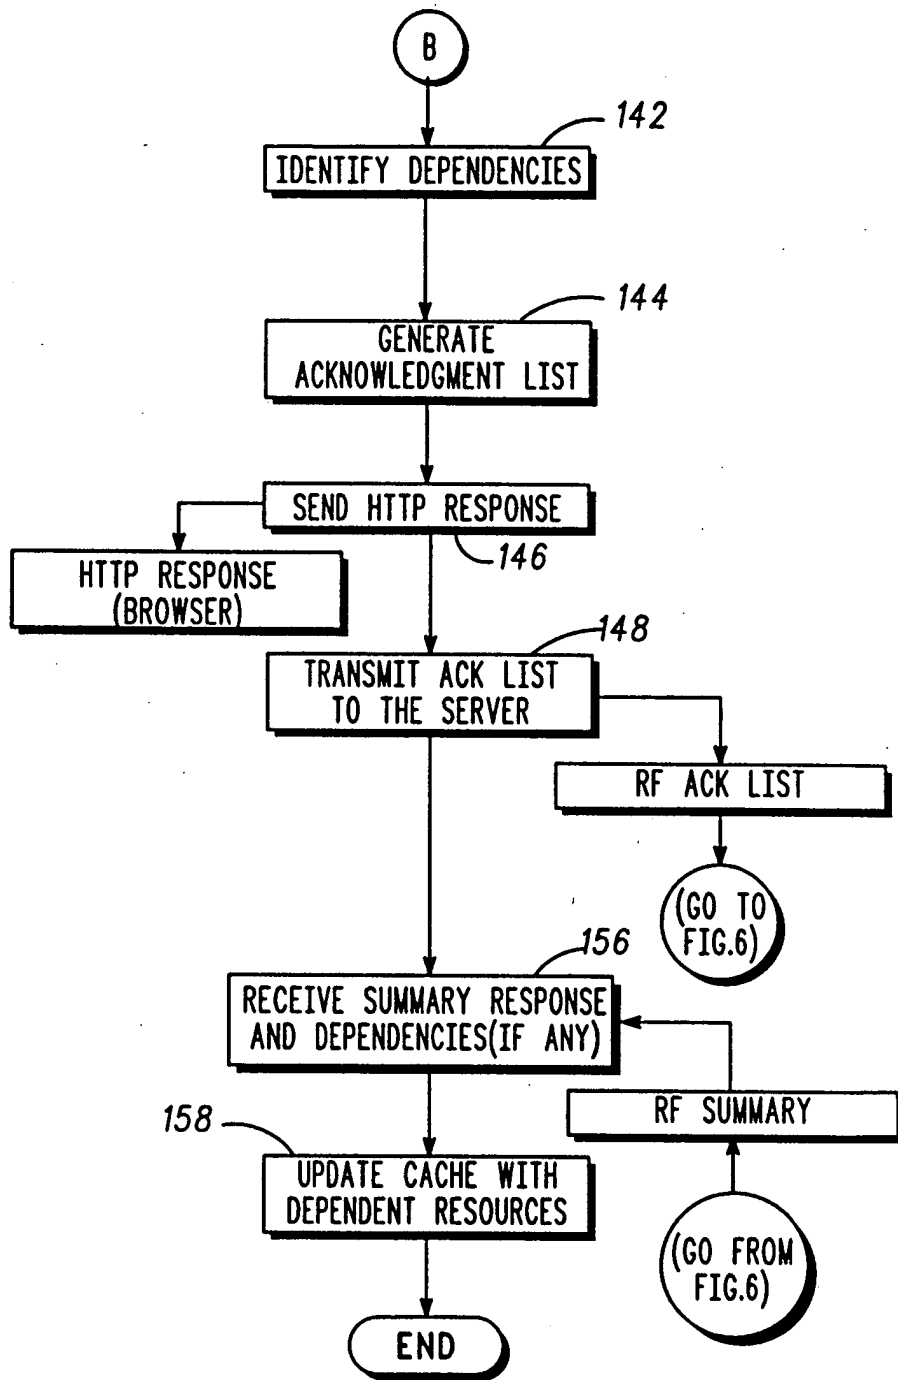 B
142
IDENTIFY DEPENDENCIES
144
GENERATE
ACKNOWLEDGMENT LIST
SEND HTTP RESPONSE
146
HTTP RESPONSE
(BROWSER)
148
TRANSMIT ACK LIST
TO THE SERVER
RF ACK LIST
(GO TO
FIG.6)
156
RECEIVE SUMMARY RESPONSE
AND DEPENDENCIES(IF ANY)
RF SUMMARY
158
UPDATE CACHE WITH
DEPENDENT RESOURCES
(GO FROM
FIG.6)
END